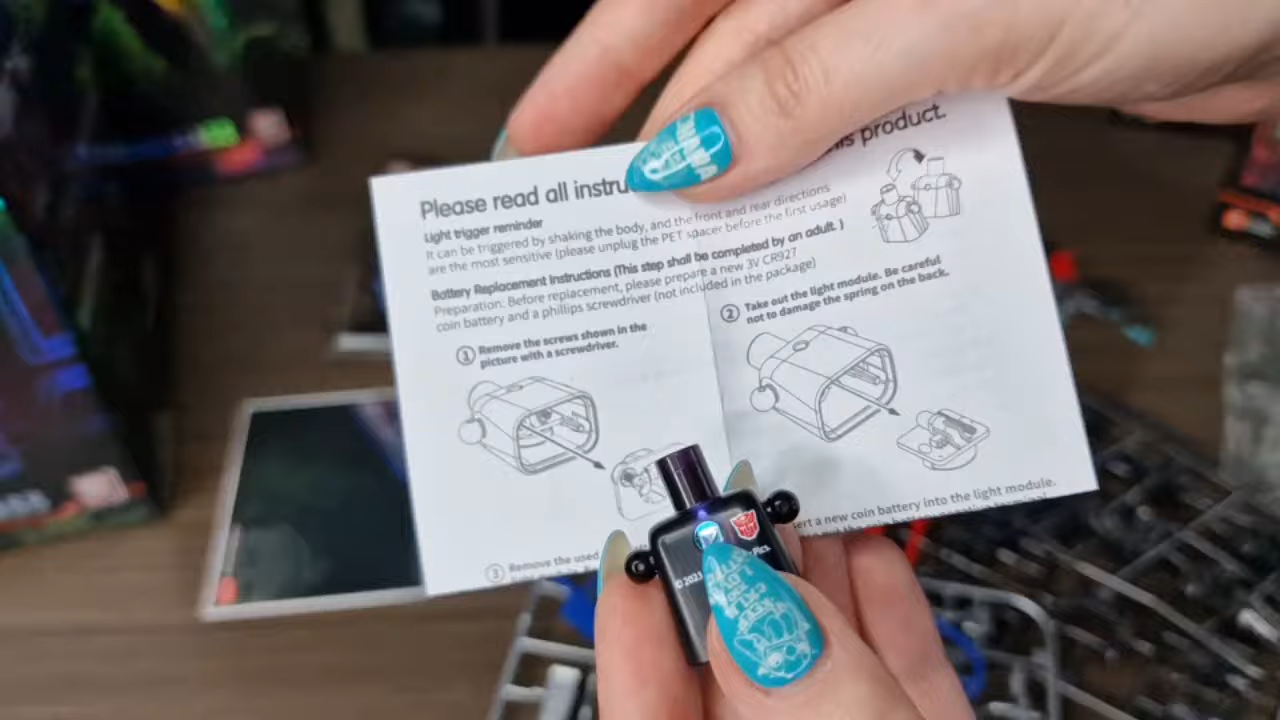 Please read all instru
this product.
Light trigger reminder
It can be triggered by shaking the body, and the front and rear directions
are the most sensitive (please unplug the PET spacer before the first usage)
Battery Replacement Instructions (This step shall be completed by an adult. )
Preparation: Before replacement, please prepare a new 3V CR927
coin battery and a phillips screwdriver (not included in the package)
1 Remove the screws shown in the
picture with a screwdriver.
2 Take out the light module. Be careful
not to damage the spring on the back.
3 Remove the used
ert a new coin battery into the light module.
© 2023
Pics.